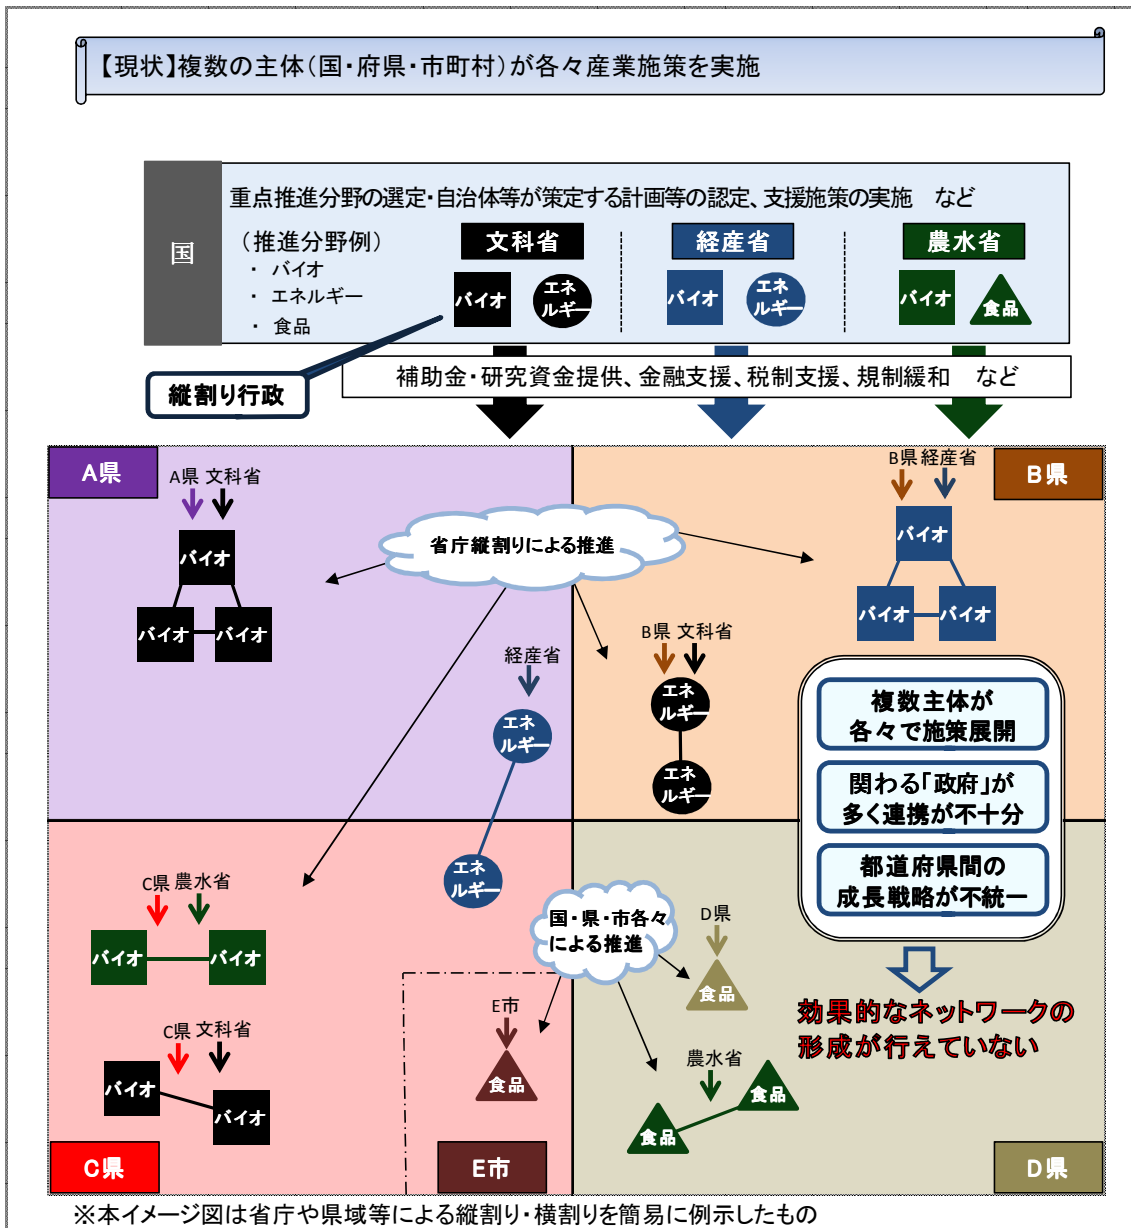 【現状】複数の主体(国・府県・市町村)が各々産業施策を実施
国
重点推進分野の選定・自治体等が策定する計画等の認定、支援施策の実施　など
(推進分野例)
・ バイオ
・ エネルギー
・ 食品
文科省
経産省
農水省
バイオ
エネ
ルギー
バイオ
エネ
ルギー
バイオ
食品
縦割り行政
補助金・研究資金提供、金融支援、税制支援、規制緩和　など
A県
A県 文科省
バイオ
バイオ
バイオ
省庁縦割りによる推進
B県 経産省
B県
バイオ
バイオ
バイオ
B県 文科省
エネ
ルギー
エネ
ルギー
経産省
エネ
ルギー
エネ
ルギー
複数主体が
各々で施策展開
関わる「政府」が
多く連携が不十分
都道府県間の
成長戦略が不統一
効果的なネットワークの
形成が行えていない
C県 農水省
バイオ
バイオ
C県 文科省
バイオ
バイオ
C県
国・県・市各々
による推進
E市
食品
E市
D県
食品
農水省
食品
食品
D県
※本イメージ図は省庁や県域等による縦割り・横割りを簡易に例示したもの